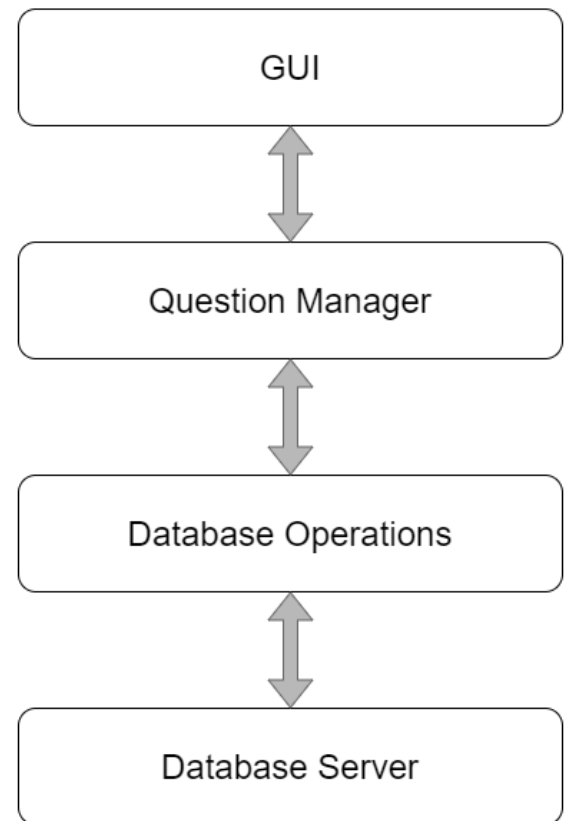 GUI
Question Manager
Database Operations
Database Server